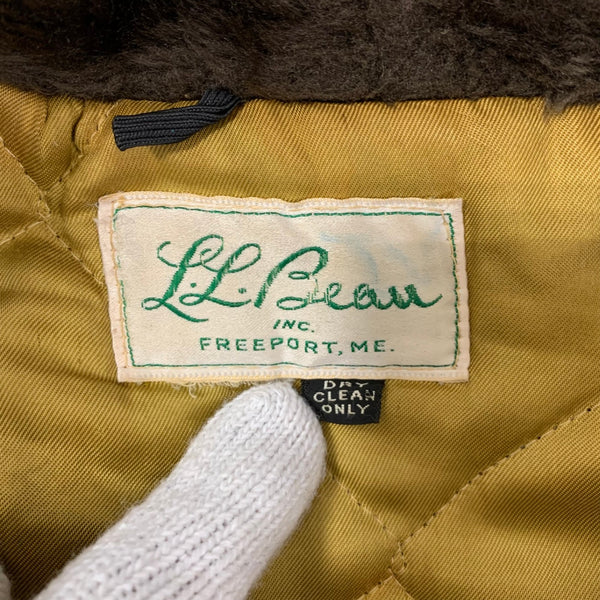 L.L. Bean
INC.
FREEPORT, ME.
DRY
CLEAN
ONLY